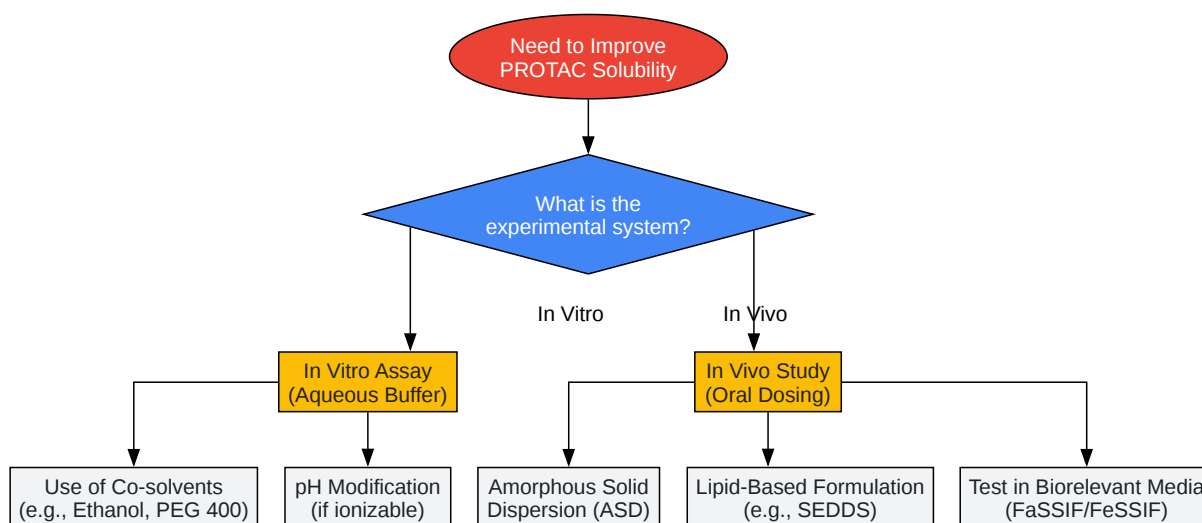 Need to Improve
PROTAC Solubility
What is the
experimental system?
In Vitro
In Vivo
In Vitro Assay
(Aqueous Buffer)
In Vivo Study
(Oral Dosing)
Use of Co-solvents
(e.g., Ethanol, PEG 400)
pH Modification
(if ionizable)
Amorphous Solid
Dispersion (ASD)
Lipid-Based Formulation
(e.g., SEDDS)
Test in Biorelevant Media
(FaSSIF/FeSSIF)